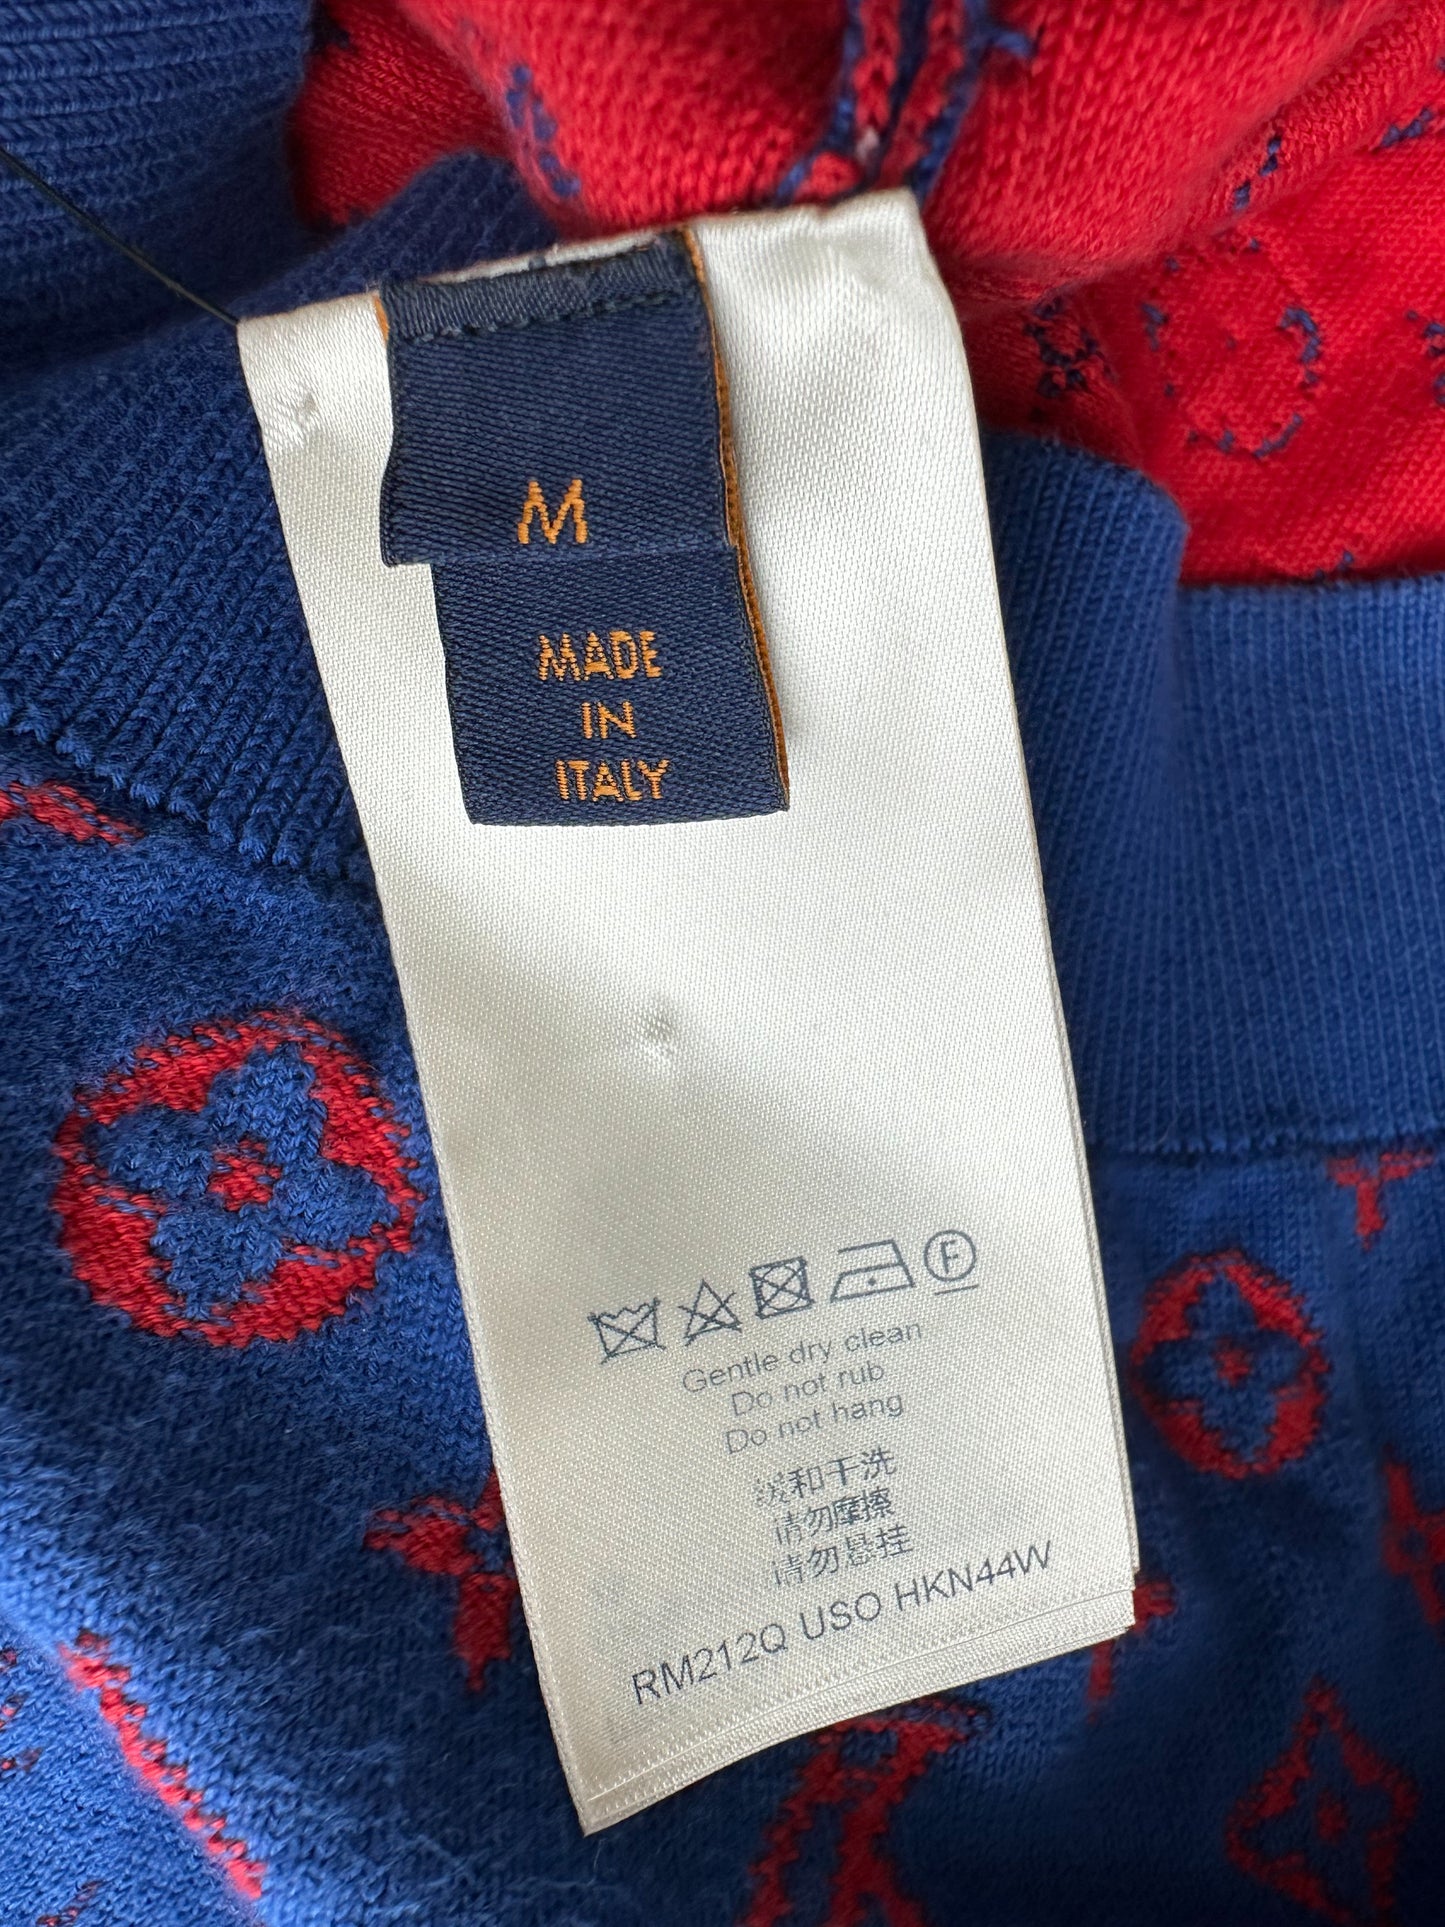 M
MADE
IN
ITALY
F
Gentle dry clean
Do not rub
Do not hang
缓和干洗
请勿摩擦
请勿悬挂
RM212Q USO HKN44W